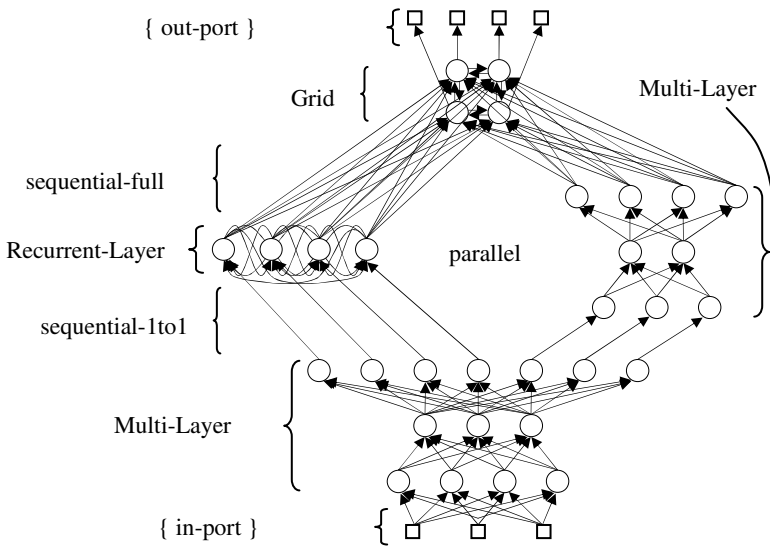 { out-port }
Multi-Layer
Grid
sequential-full
Recurrent-Layer
parallel
sequential-1to1
Multi-Layer
{ in-port }